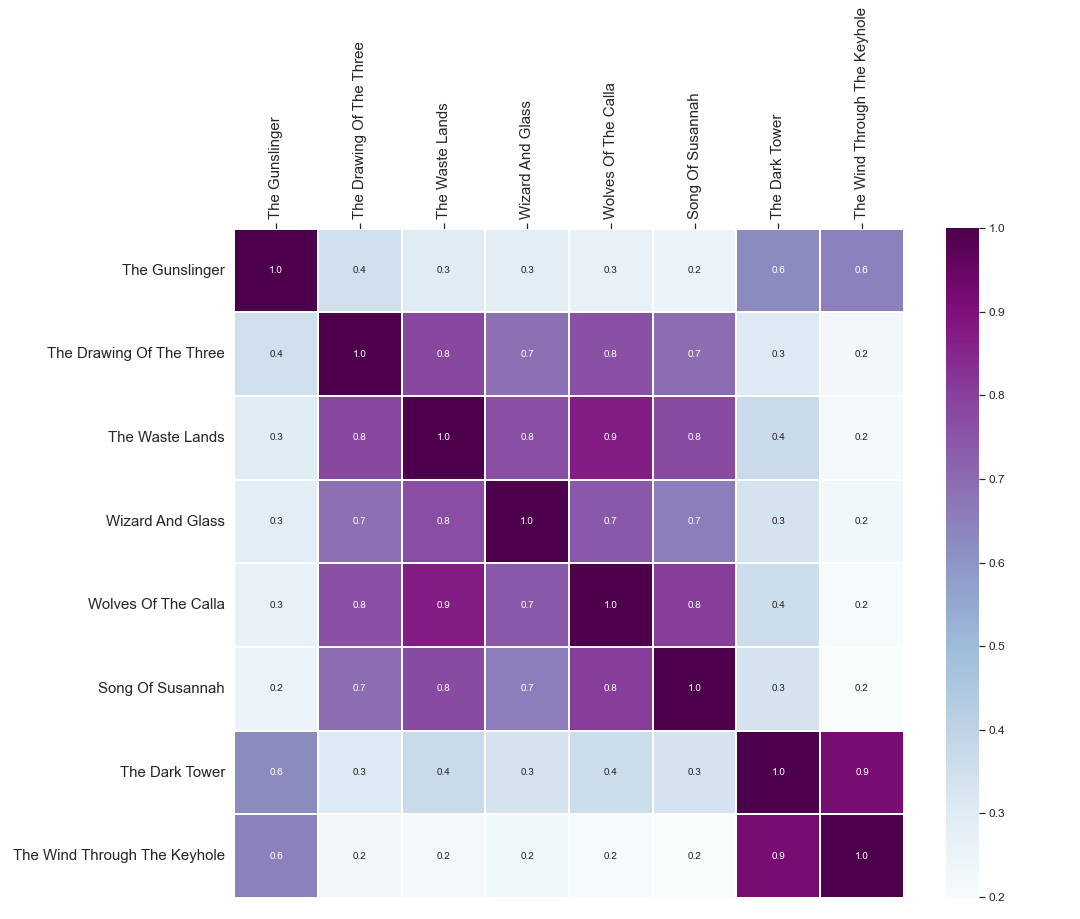 The Gunslinger
The Drawing Of The Three
The Waste Lands
Wizard And Glass
Wolves Of The Calla
Song Of Susannah
The Dark Tower
The Wind Through The Keyhole
The Gunslinger 1.0 0.4 0.3 0.3 0.3 0.2 0.6 0.6
The Drawing Of The Three 0.4 1.0 0.8 0.7 0.8 0.7 0.3 0.2
The Waste Lands 0.3 0.8 1.0 0.8 0.9 0.8 0.4 0.2
Wizard And Glass 0.3 0.7 0.8 1.0 0.7 0.7 0.3 0.2
Wolves Of The Calla 0.3 0.8 0.9 0.7 1.0 0.8 0.4 0.2
Song Of Susannah 0.2 0.7 0.8 0.7 0.8 1.0 0.3 0.2
The Dark Tower 0.6 0.3 0.4 0.3 0.4 0.3 1.0 0.9
The Wind Through The Keyhole 0.6 0.2 0.2 0.2 0.2 0.2 0.9 1.0
1.0
0.9
0.8
0.7
0.6
0.5
0.4
0.3
0.2